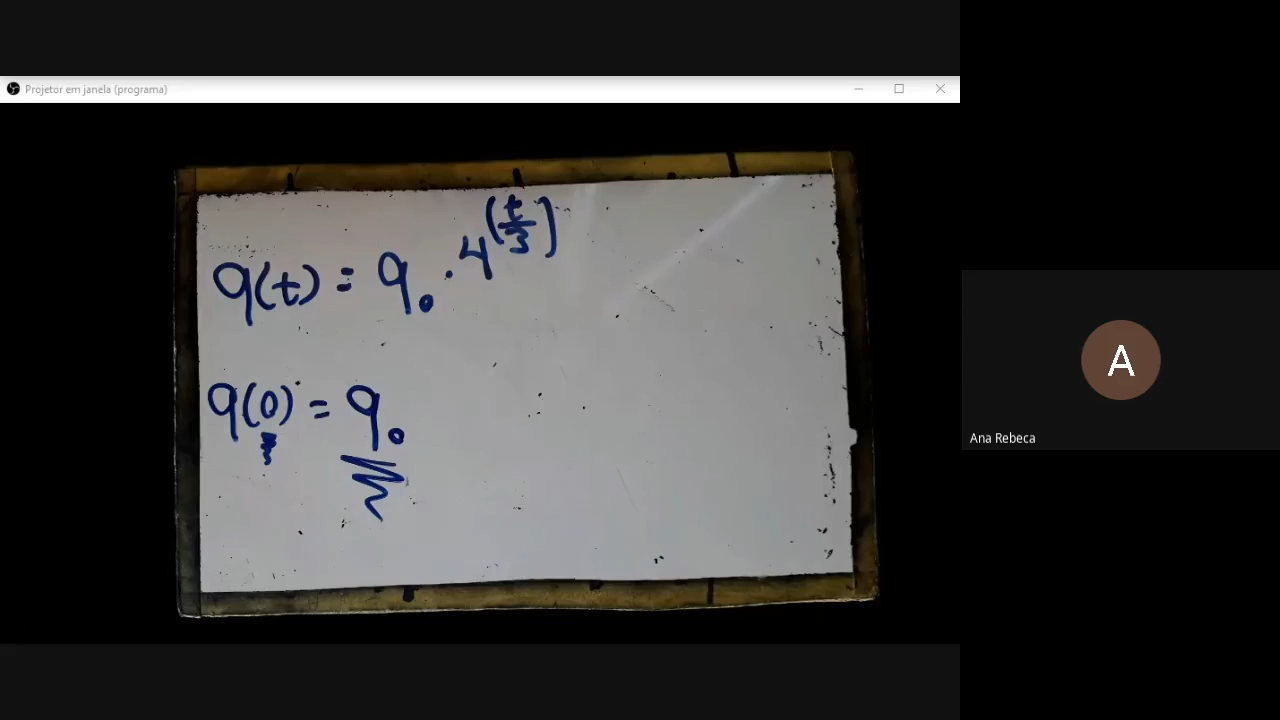 Projetor em janela (programa)
q(t) = q₀ . 4^(t/3)
q(0) = q₀
A
Ana Rebeca